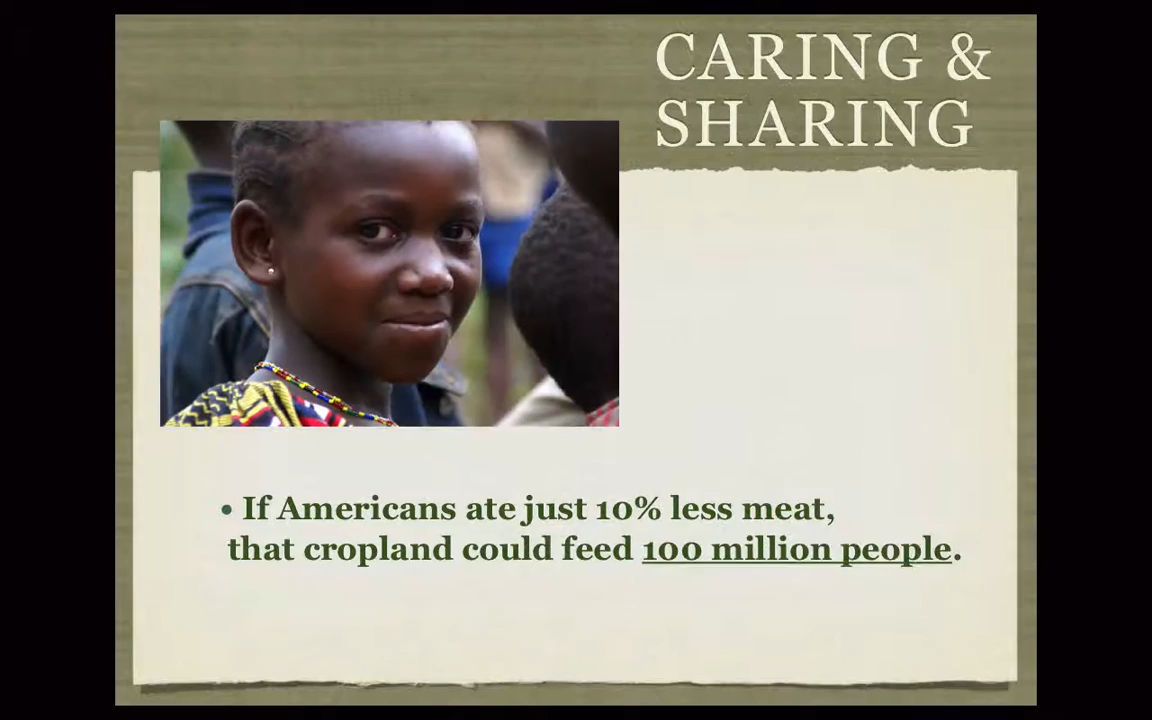 CARING &
SHARING
• If Americans ate just 10% less meat,
that cropland could feed 100 million people.